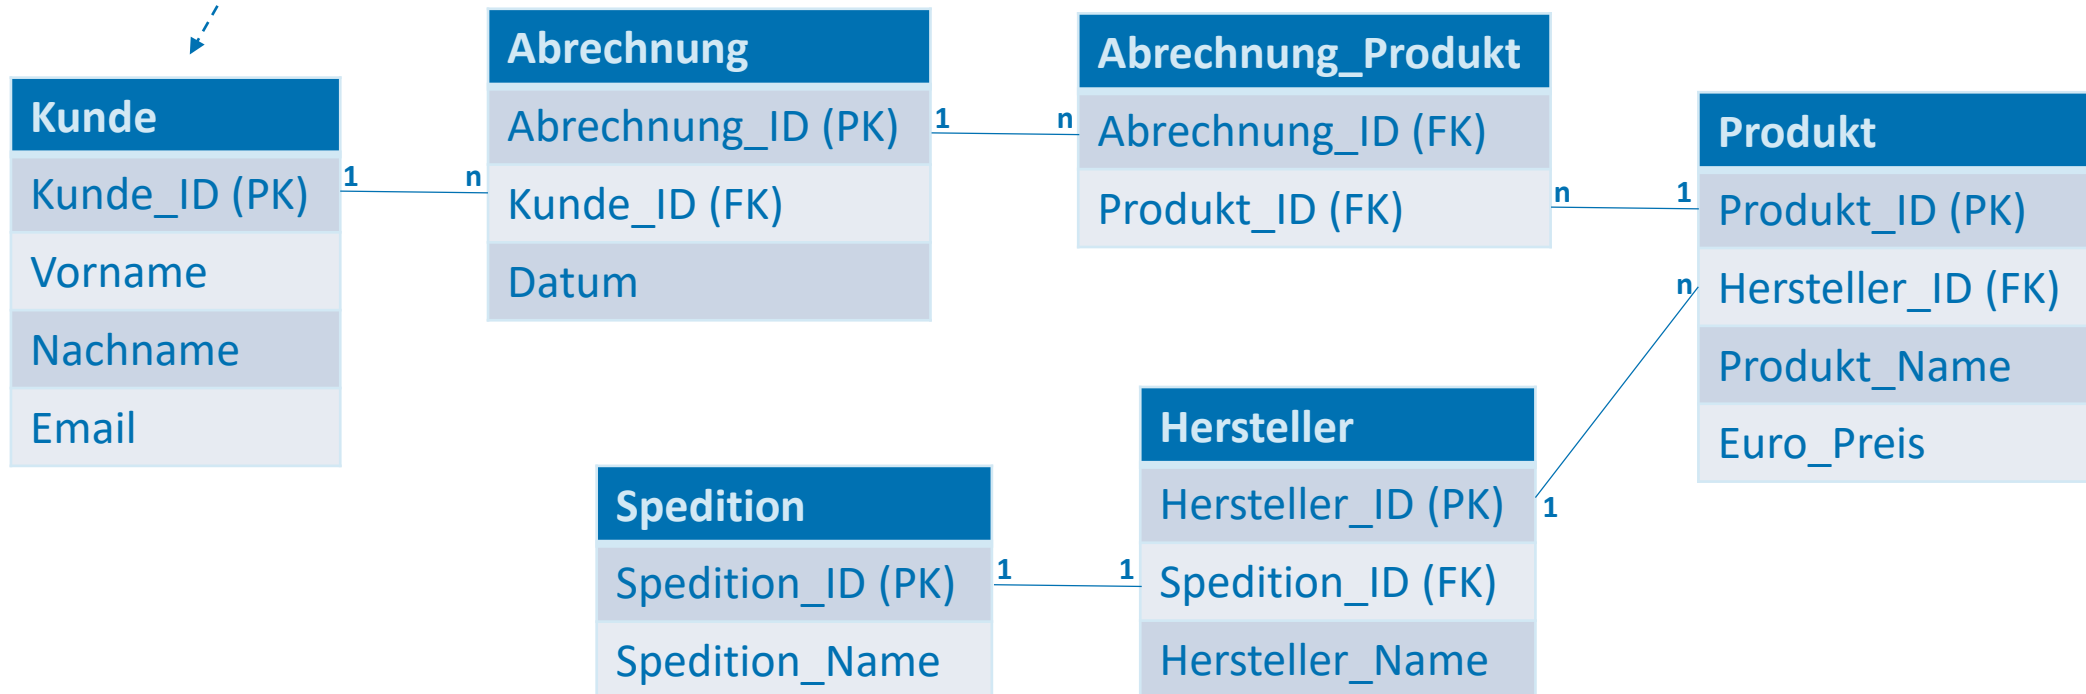 Kunde
Kunde_ID (PK)
Vorname
Nachname
Email
1
n
Abrechnung
Abrechnung_ID (PK)
Kunde_ID (FK)
Datum
1
n
Abrechnung_Produkt
Abrechnung_ID (FK)
Produkt_ID (FK)
n
1
Produkt
Produkt_ID (PK)
Hersteller_ID (FK)
Produkt_Name
Euro_Preis
n
1
Spedition
Spedition_ID (PK)
Spedition_Name
1
1
Hersteller
Hersteller_ID (PK)
Spedition_ID (FK)
Hersteller_Name